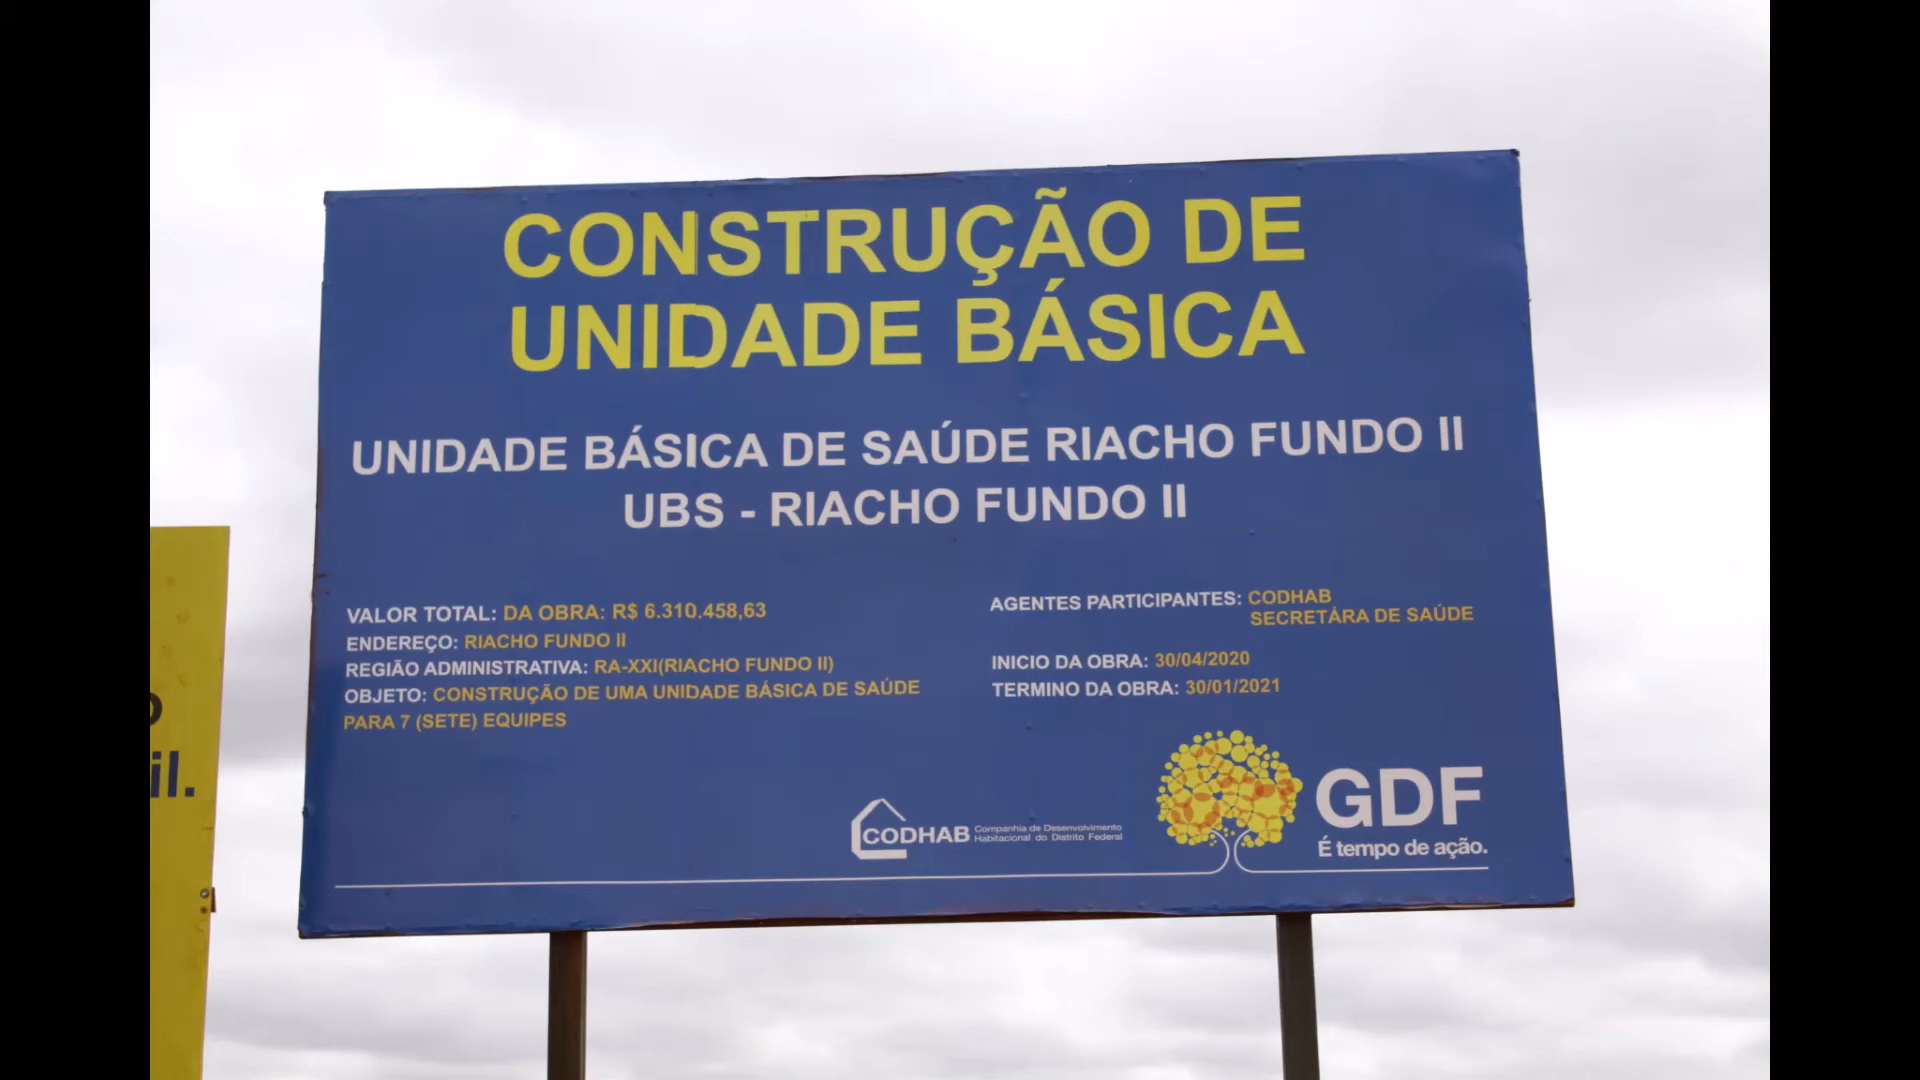 CONSTRUÇÃO DE
UNIDADE BÁSICA
UNIDADE BÁSICA DE SAÚDE RIACHO FUNDO II
UBS - RIACHO FUNDO II
VALOR TOTAL: DA OBRA: R$ 6.310.458,63
ENDEREÇO: RIACHO FUNDO II
REGIÃO ADMINISTRATIVA: RA-XXI(RIACHO FUNDO II)
OBJETO: CONSTRUÇÃO DE UMA UNIDADE BÁSICA DE SAÚDE
PARA 7 (SETE) EQUIPES
AGENTES PARTICIPANTES: CODHAB
SECRETÁRA DE SAÚDE
INICIO DA OBRA: 30/04/2020
TERMINO DA OBRA: 30/01/2021
CODHAB
Companhia de Desenvolvimento
Habitacional do Distrito Federal
GDF
É tempo de ação.